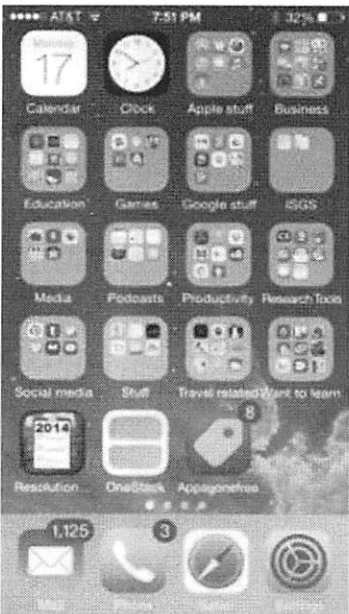 AT&T 7:51 PM 32%
Monday
17
Calendar Clock Apple stuff Business
Education Games Google stuff ISGS
Media Podcasts Productivity Research Tools
Social media Stuff Travel related Want to learn
2014
8
Resolution... OneStack Appsgonefree
1,125 3
Mail Phone